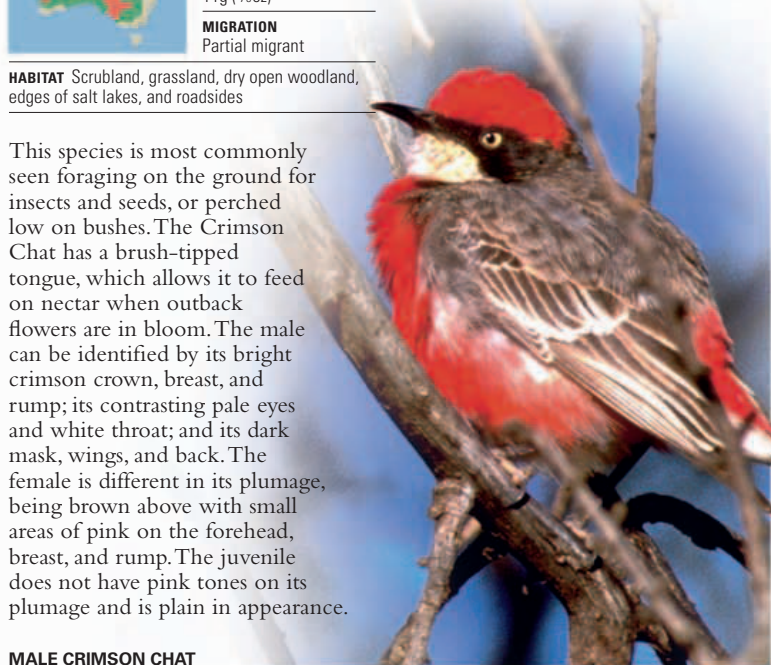 MIGRATION
Partial migrant
HABITAT Scrubland, grassland, dry open woodland,
edges of salt lakes, and roadsides
This species is most commonly
seen foraging on the ground for
insects and seeds, or perched
low on bushes. The Crimson
Chat has a brush-tipped
tongue, which allows it to feed
on nectar when outback
flowers are in bloom. The male
can be identified by its bright
crimson crown, breast, and
rump; its contrasting pale eyes
and white throat; and its dark
mask, wings, and back. The
female is different in its plumage,
being brown above with small
areas of pink on the forehead,
breast, and rump. The juvenile
does not have pink tones on its
plumage and is plain in appearance.
MALE CRIMSON CHAT